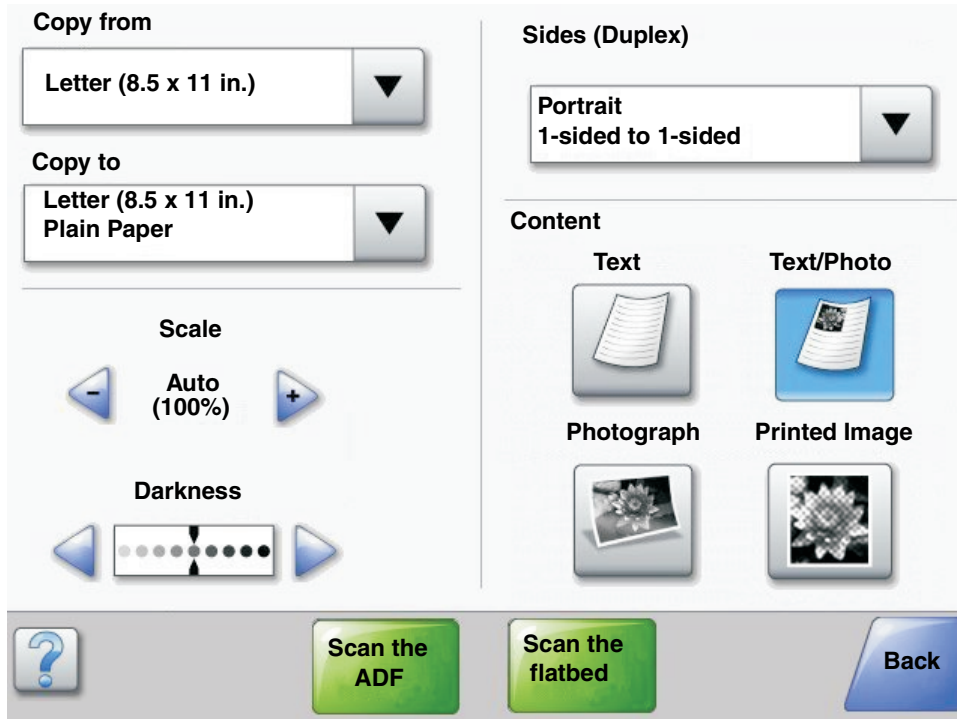 Copy from
Letter (8.5 x 11 in.)
Copy to
Letter (8.5 x 11 in.)
Plain Paper
Scale
-
Auto
+
(100%)
Darkness
Sides (Duplex)
Portrait
1-sided to 1-sided
Content
Text
Text/Photo
Photograph
Printed Image
?
Scan the
ADF
Scan the
flatbed
Back